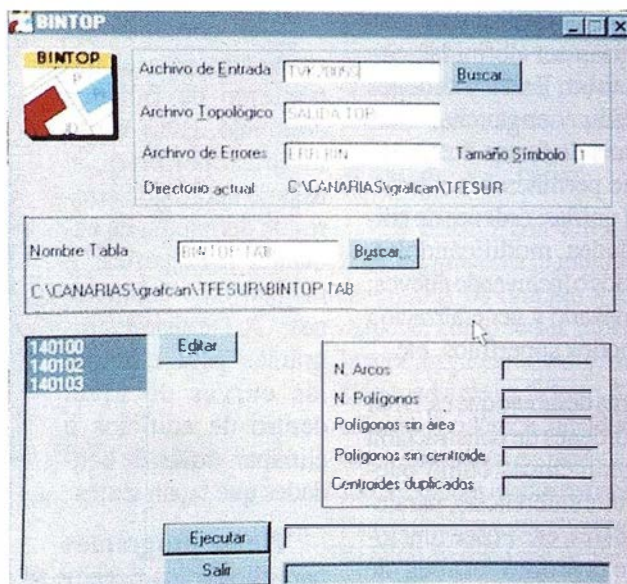 BINTOP
BINTOP
Archivo de Entrada Buscar...
Archivo Topológico SALIDA.TOP
Archivo de Errores ERR.BIN Tamaño Símbolo 1
Directorio actual C:\CANARIAS\grafcan\TFESUR
Nombre Tabla BINTOP.TAB Buscar...
C:\CANARIAS\grafcan\TFESUR\BINTOP.TAB
140100
140102
140103
Editar
N. Arcos
N. Polígonos
Polígonos sin área
Polígonos sin centroide
Centroides duplicados
Ejecutar
Salir